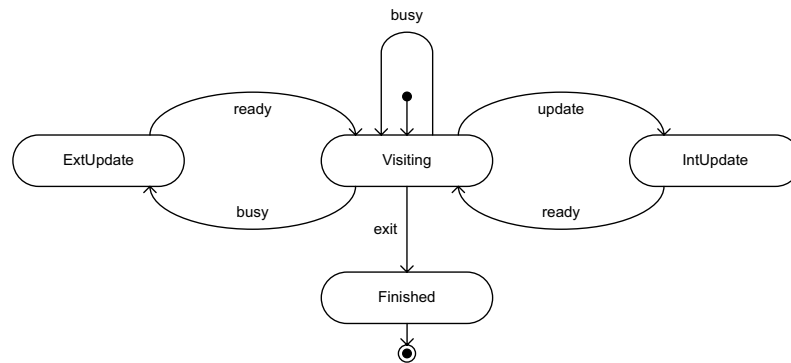 busy
ready
update
ExtUpdate
Visiting
IntUpdate
busy
ready
exit
Finished